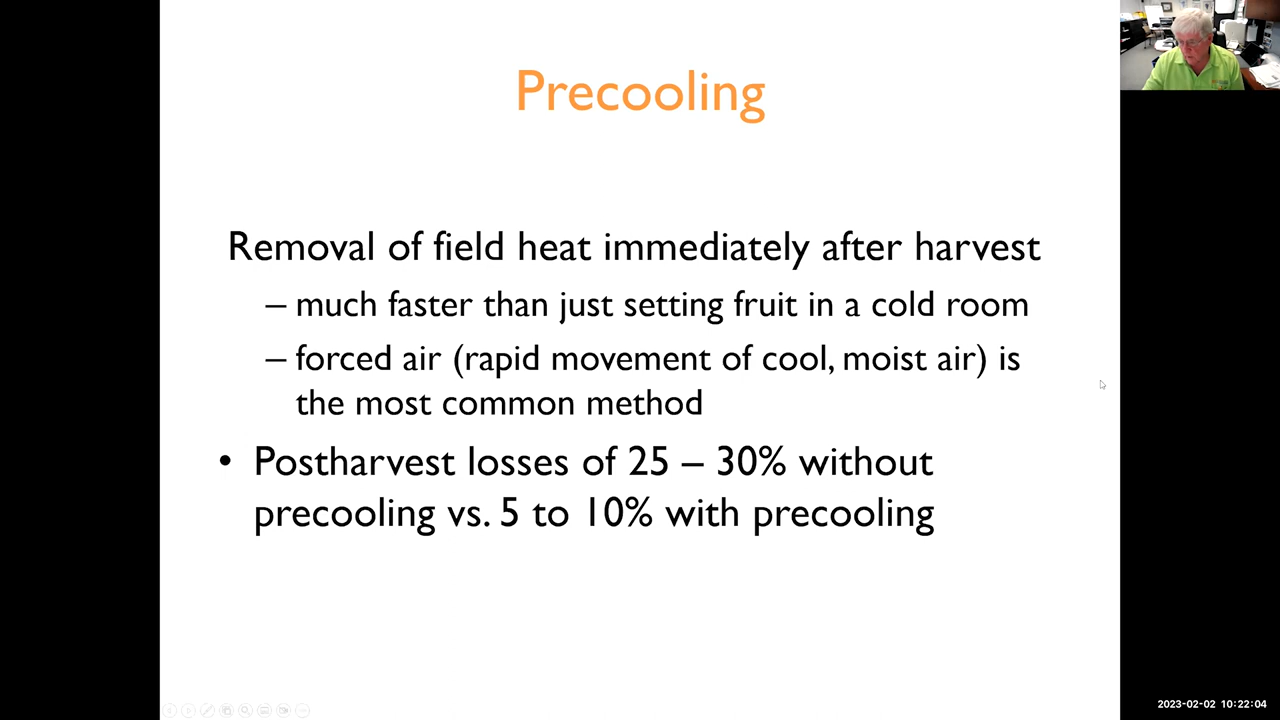 Precooling
Removal of field heat immediately after harvest
– much faster than just setting fruit in a cold room
– forced air (rapid movement of cool, moist air) is
the most common method
• Postharvest losses of 25 – 30% without
precooling vs. 5 to 10% with precooling
2023-02-02 10:22:04